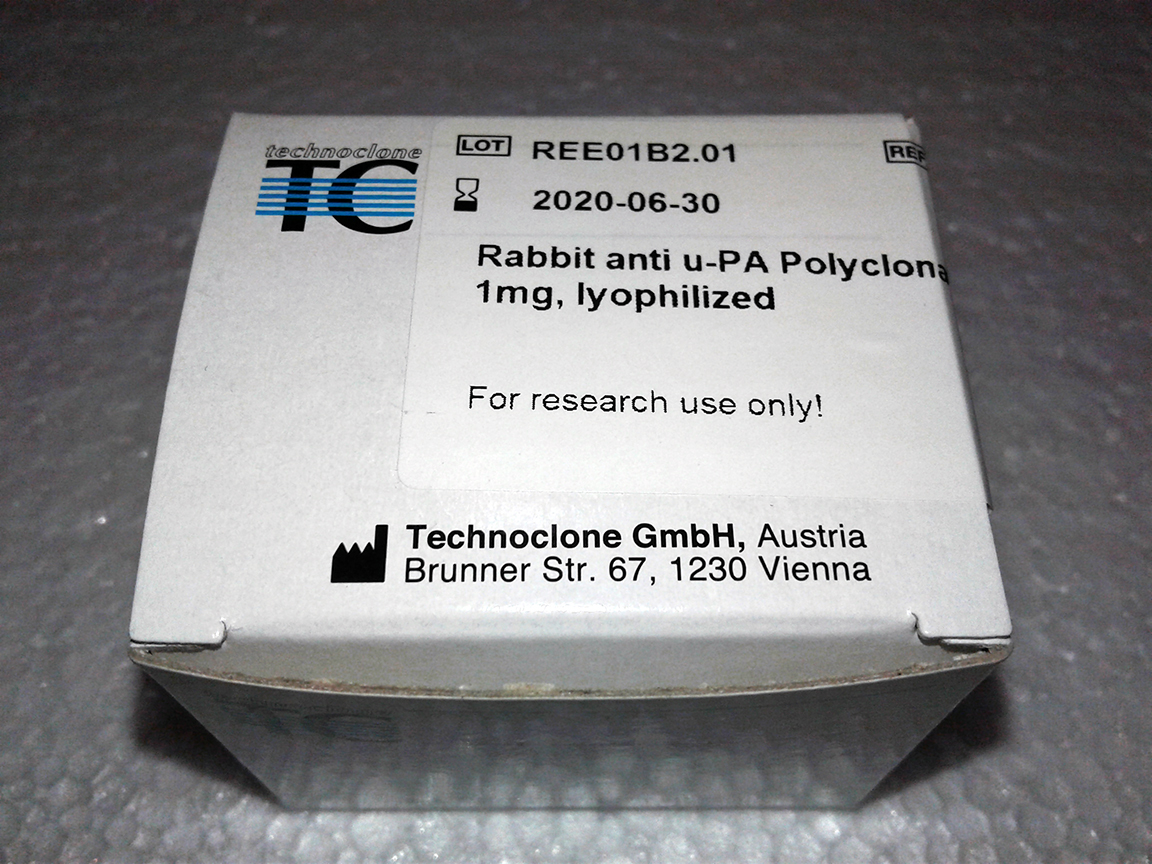 technoclone
TC
LOT REE01B2.01
REF
2020-06-30
Rabbit anti u-PA Polyclona
1mg, lyophilized
For research use only!
Technoclone GmbH, Austria
Brunner Str. 67, 1230 Vienna